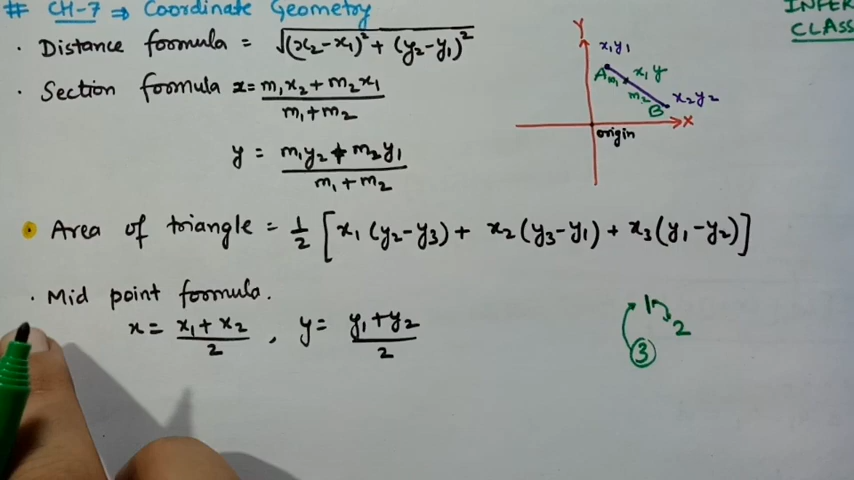 # CH-7 ⇒ Coordinate Geometry
INFER
CLASS
· Distance formula = √(x₂-x₁)² + (y₂-y₁)²
· Section formula x = m₁x₂ + m₂x₁ / m₁+m₂
y = m₁y₂ + m₂y₁ / m₁+m₂
Y
x₁y₁
A m₁ x₁ y
m₂ B x₂y₂
X
origin
Area of triangle = 1/2 [x₁(y₂-y₃) + x₂(y₃-y₁) + x₃(y₁-y₂)]
· Mid point formula.
x = x₁+x₂ / 2 , y = y₁+y₂ / 2
1
2
3